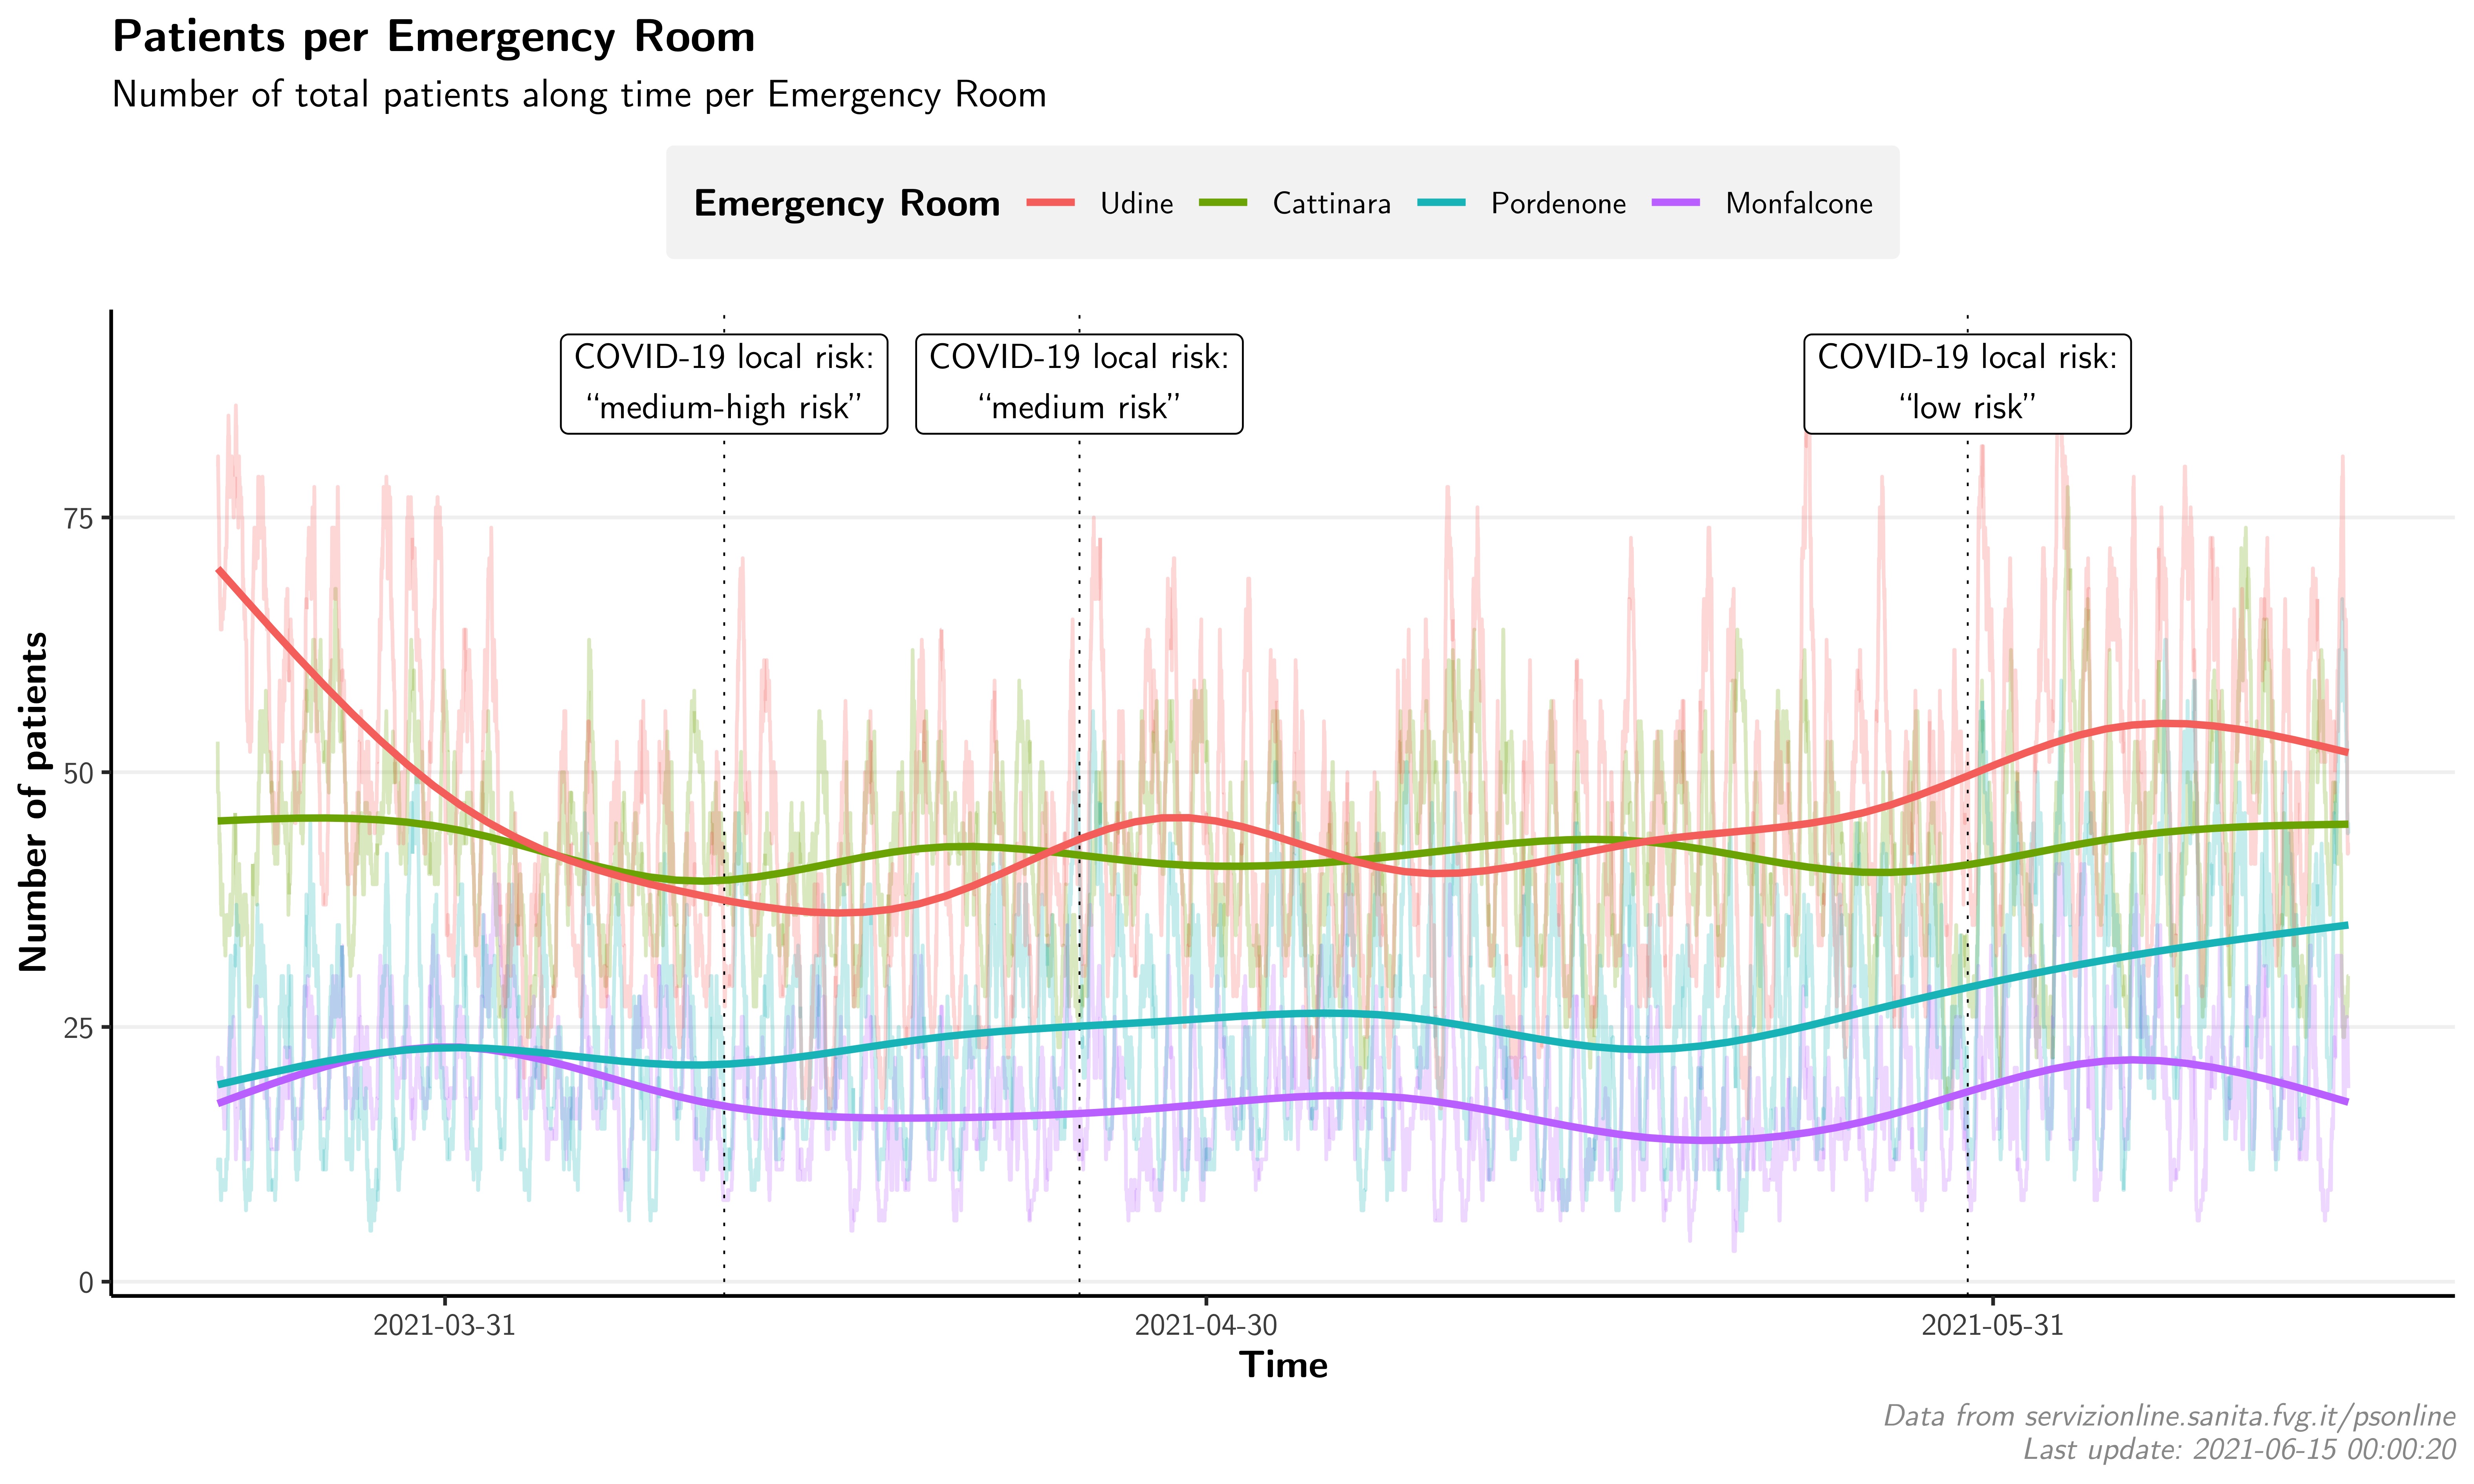 Patients per Emergency Room
Number of total patients along time per Emergency Room
Emergency Room Udine Cattinara Pordenone Monfalcone
COVID-19 local risk:
“medium-high risk”
COVID-19 local risk:
“medium risk”
COVID-19 local risk:
“low risk”
Number of patients
75
50
25
0
2021-03-31 2021-04-30 2021-05-31
Time
Data from servizionline.sanita.fvg.it/psonline
Last update: 2021-06-15 00:00:20